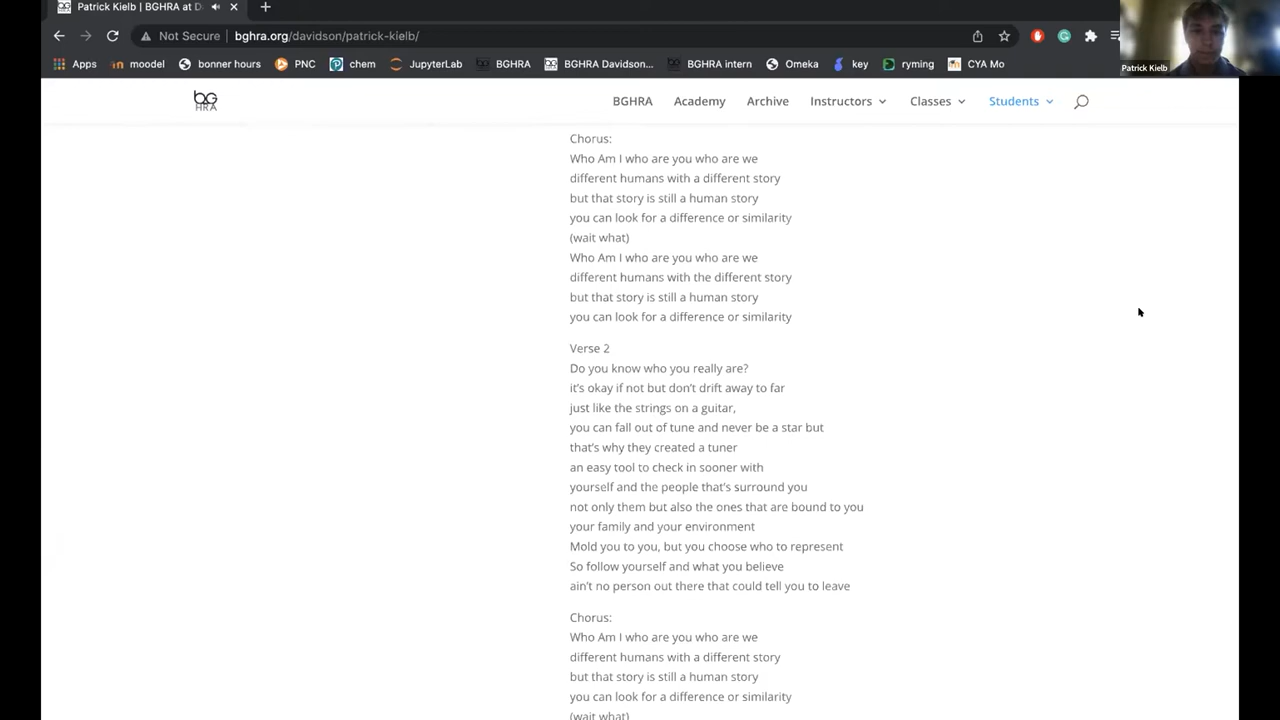 Patrick Kielb | BGHRA at D
Not Secure
bghra.org/davidson/patrick-kielb/
Apps
moodel
bonner hours
PNC
chem
JupyterLab
BGHRA
BGHRA Davidson...
BGHRA intern
Omeka
key
ryming
CYA Mo
Patrick Kielb
bG
HRA
BGHRA
Academy
Archive
Instructors
Classes
Students
Chorus:
Who Am I who are you who are we
different humans with a different story
but that story is still a human story
you can look for a difference or similarity
(wait what)
Who Am I who are you who are we
different humans with the different story
but that story is still a human story
you can look for a difference or similarity
Verse 2
Do you know who you really are?
it's okay if not but don't drift away to far
just like the strings on a guitar,
you can fall out of tune and never be a star but
that's why they created a tuner
an easy tool to check in sooner with
yourself and the people that's surround you
not only them but also the ones that are bound to you
your family and your environment
Mold you to you, but you choose who to represent
So follow yourself and what you believe
ain't no person out there that could tell you to leave
Chorus:
Who Am I who are you who are we
different humans with a different story
but that story is still a human story
you can look for a difference or similarity
(wait what)